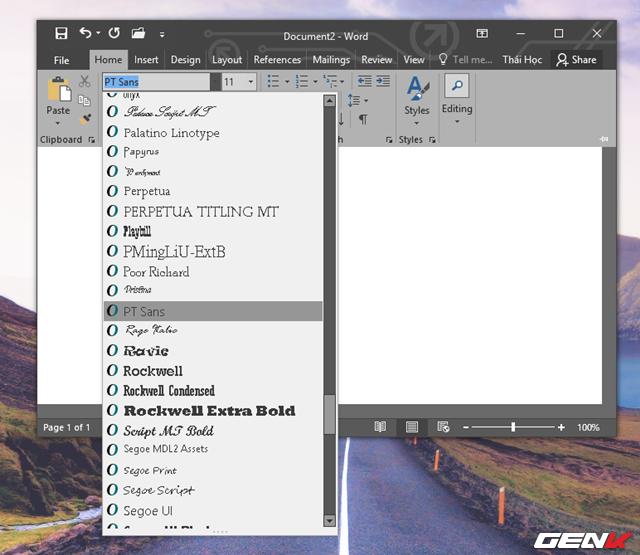 Document2 - Word
File Home Insert Design Layout References Mailings Review View Tell me... Thái Học Share
PT Sans 11
Paste Styles Editing
Clipboard Styles
Onyx
Palace Script MT
Palatino Linotype
Papyrus
Parchment
Perpetua
PERPETUA TITLING MT
Playbill
PMingLiU-ExtB
Poor Richard
Pristina
PT Sans
Rage Italic
Ravie
Rockwell
Rockwell Condensed
Rockwell Extra Bold
Script MT Bold
Segoe MDL2 Assets
Segoe Print
Segoe Script
Segoe UI
Page 1 of 1 100%
GENK